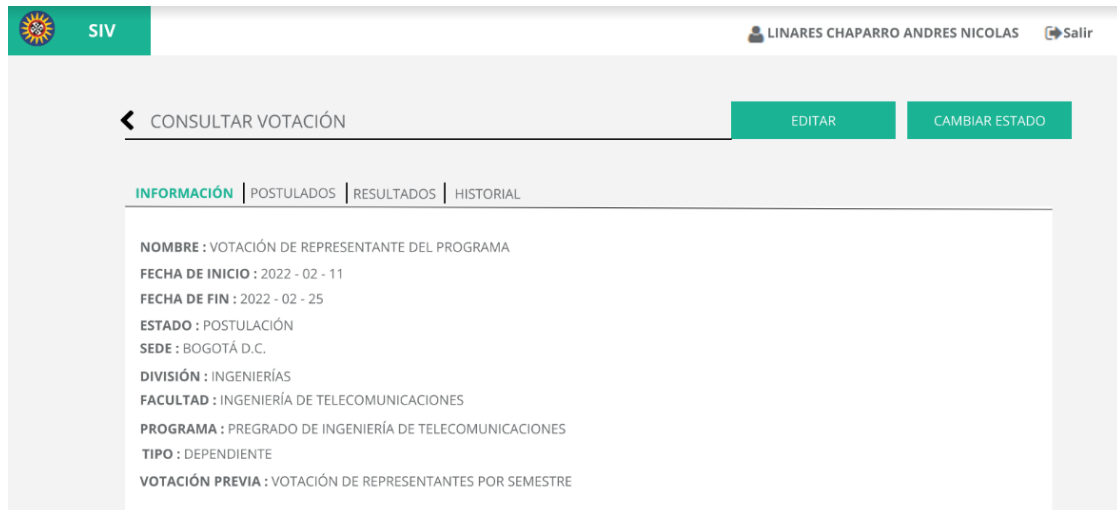 SIV
LINARES CHAPARRO ANDRES NICOLAS Salir
CONSULTAR VOTACIÓN EDITAR CAMBIAR ESTADO
INFORMACIÓN POSTULADOS RESULTADOS HISTORIAL
NOMBRE : VOTACIÓN DE REPRESENTANTE DEL PROGRAMA
FECHA DE INICIO : 2022 - 02 - 11
FECHA DE FIN : 2022 - 02 - 25
ESTADO : POSTULACIÓN
SEDE : BOGOTÁ D.C.
DIVISIÓN : INGENIERÍAS
FACULTAD : INGENIERÍA DE TELECOMUNICACIONES
PROGRAMA : PREGRADO DE INGENIERÍA DE TELECOMUNICACIONES
TIPO : DEPENDIENTE
VOTACIÓN PREVIA : VOTACIÓN DE REPRESENTANTES POR SEMESTRE